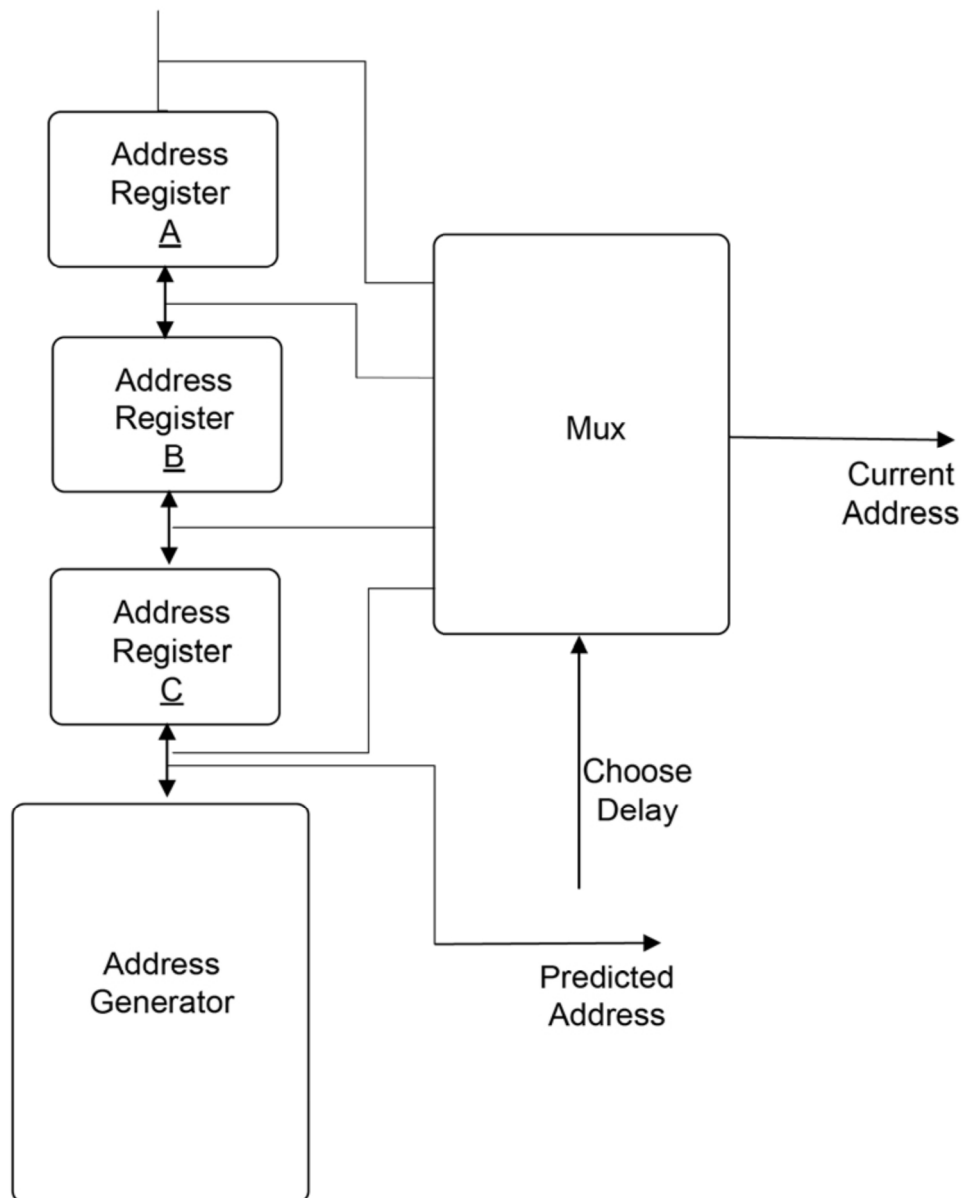 Address
Register
A
Address
Register
B
Mux
Current
Address
Address
Register
C
Choose
Delay
Address
Generator
Predicted
Address